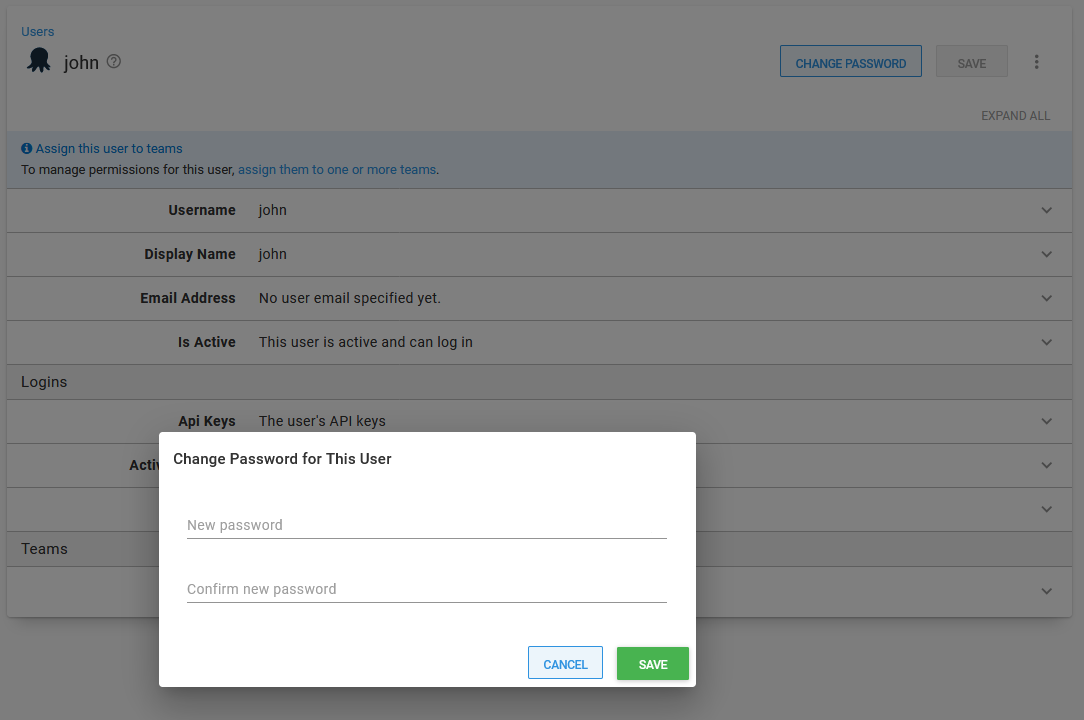 Users
john
CHANGE PASSWORD
SAVE
EXPAND ALL
Assign this user to teams
To manage permissions for this user, assign them to one or more teams.
Username john
Display Name john
Email Address No user email specified yet.
Is Active This user is active and can log in
Logins
Api Keys The user's API keys
Teams
Change Password for This User
New password
Confirm new password
CANCEL
SAVE